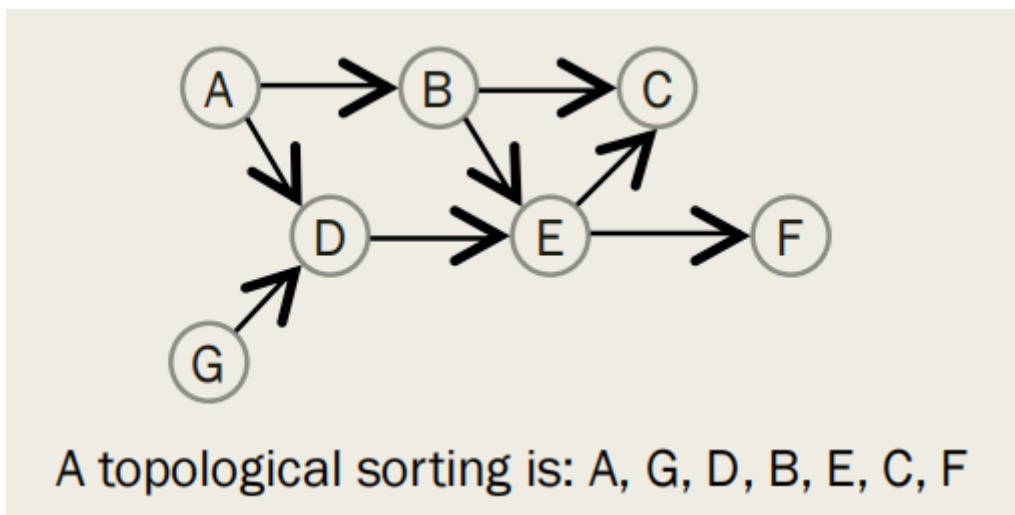 A B C
D E F
G
A topological sorting is: A, G, D, B, E, C, F